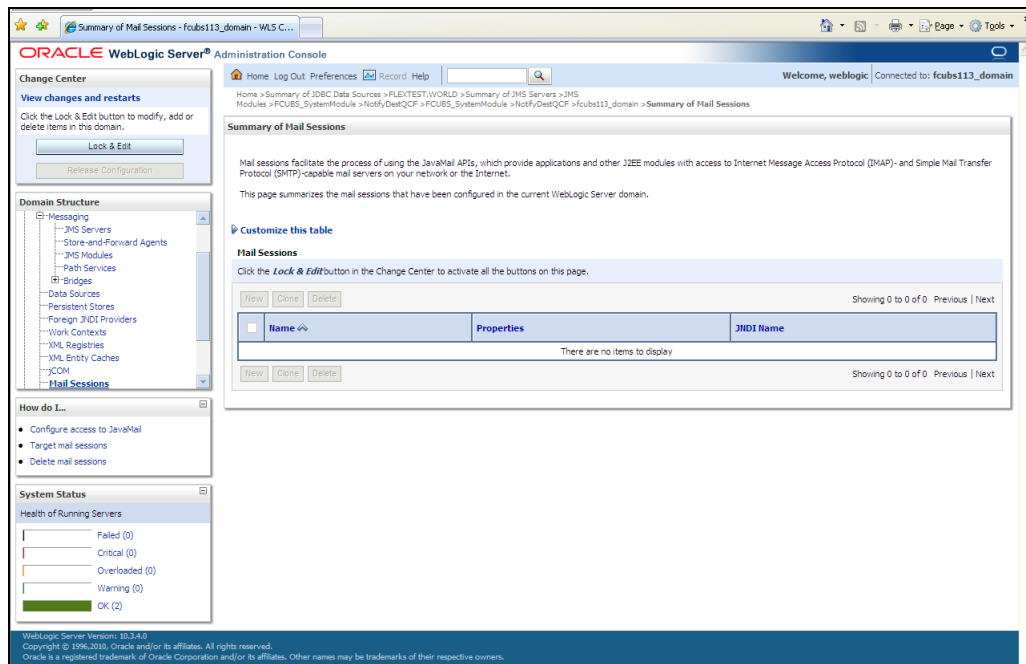 Summary of Mail Sessions - fcubs113_domain - WLS C...
Page
Tools
ORACLE WebLogic Server® Administration Console
Change Center
View changes and restarts
Click the Lock & Edit button to modify, add or
delete items in this domain.
Lock & Edit
Release Configuration
Domain Structure
Messaging
JMS Servers
Store-and-Forward Agents
JMS Modules
Path Services
Bridges
Data Sources
Persistent Stores
Foreign JNDI Providers
Work Contexts
XML Registries
XML Entity Caches
jCOM
Mail Sessions
How do I...
Configure access to JavaMail
Target mail sessions
Delete mail sessions
System Status
Health of Running Servers
Failed (0)
Critical (0)
Overloaded (0)
Warning (0)
OK (2)
Home Log Out Preferences Record Help
Welcome, weblogic Connected to: fcubs113_domain
Home >Summary of JDBC Data Sources >FLEXTEST.WORLD >Summary of JMS Servers >JMS
Modules >FCUBS_SystemModule >NotifyDestQCF >FCUBS_SystemModule >NotifyDestQCF >fcubs113_domain >Summary of Mail Sessions
Summary of Mail Sessions
Mail sessions facilitate the process of using the JavaMail APIs, which provide applications and other J2EE modules with access to Internet Message Access Protocol (IMAP)- and Simple Mail Transfer
Protocol (SMTP)-capable mail servers on your network or the Internet.
This page summarizes the mail sessions that have been configured in the current WebLogic Server domain.
Customize this table
Mail Sessions
Click the Lock & Edit button in the Change Center to activate all the buttons on this page.
New Clone Delete Showing 0 to 0 of 0 Previous | Next
Name Properties JNDI Name
There are no items to display
New Clone Delete Showing 0 to 0 of 0 Previous | Next
WebLogic Server Version: 10.3.4.0
Copyright © 1996,2010, Oracle and/or its affiliates. All rights reserved.
Oracle is a registered trademark of Oracle Corporation and/or its affiliates. Other names may be trademarks of their respective owners.